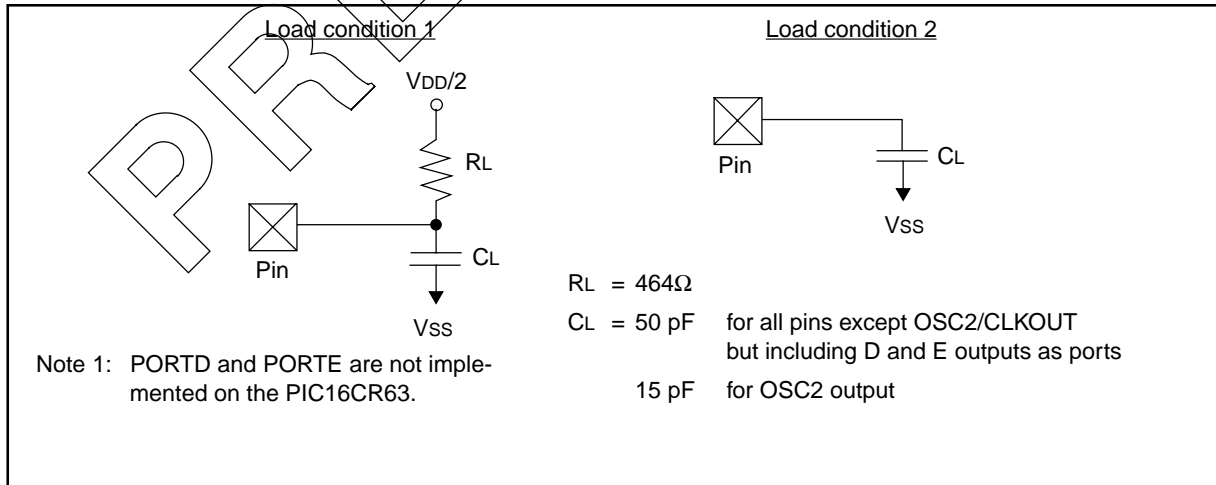 Load condition 1
VDD/2
RL
Pin
CL
VSS
Load condition 2
Pin
CL
VSS
RL = 464Ω
CL = 50 pF for all pins except OSC2/CLKOUT
but including D and E outputs as ports
15 pF for OSC2 output
Note 1: PORTD and PORTE are not imple-
mented on the PIC16CR63.